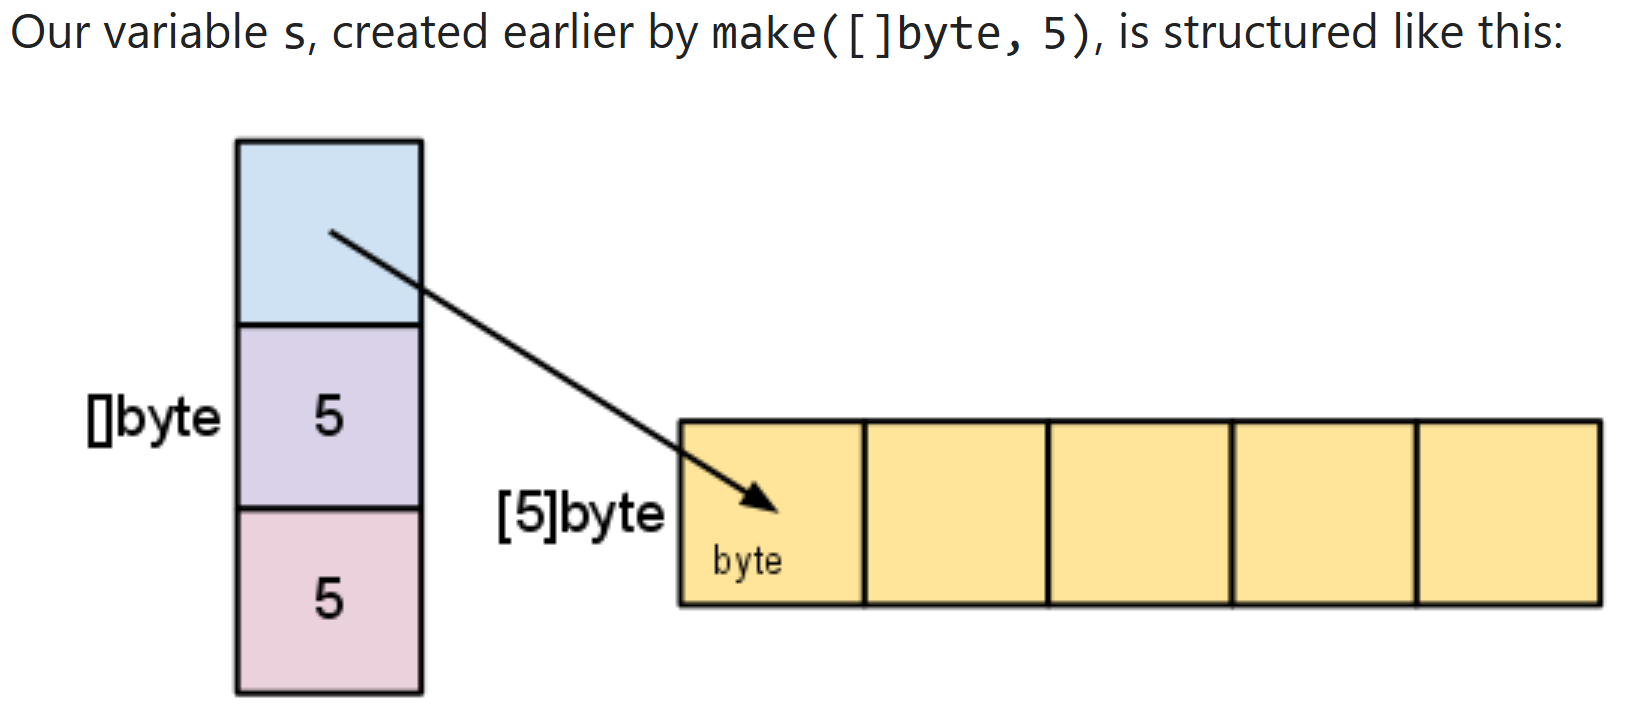 Our variable s, created earlier by make([]byte, 5), is structured like this:
[]byte
5
5
[5]byte
byte